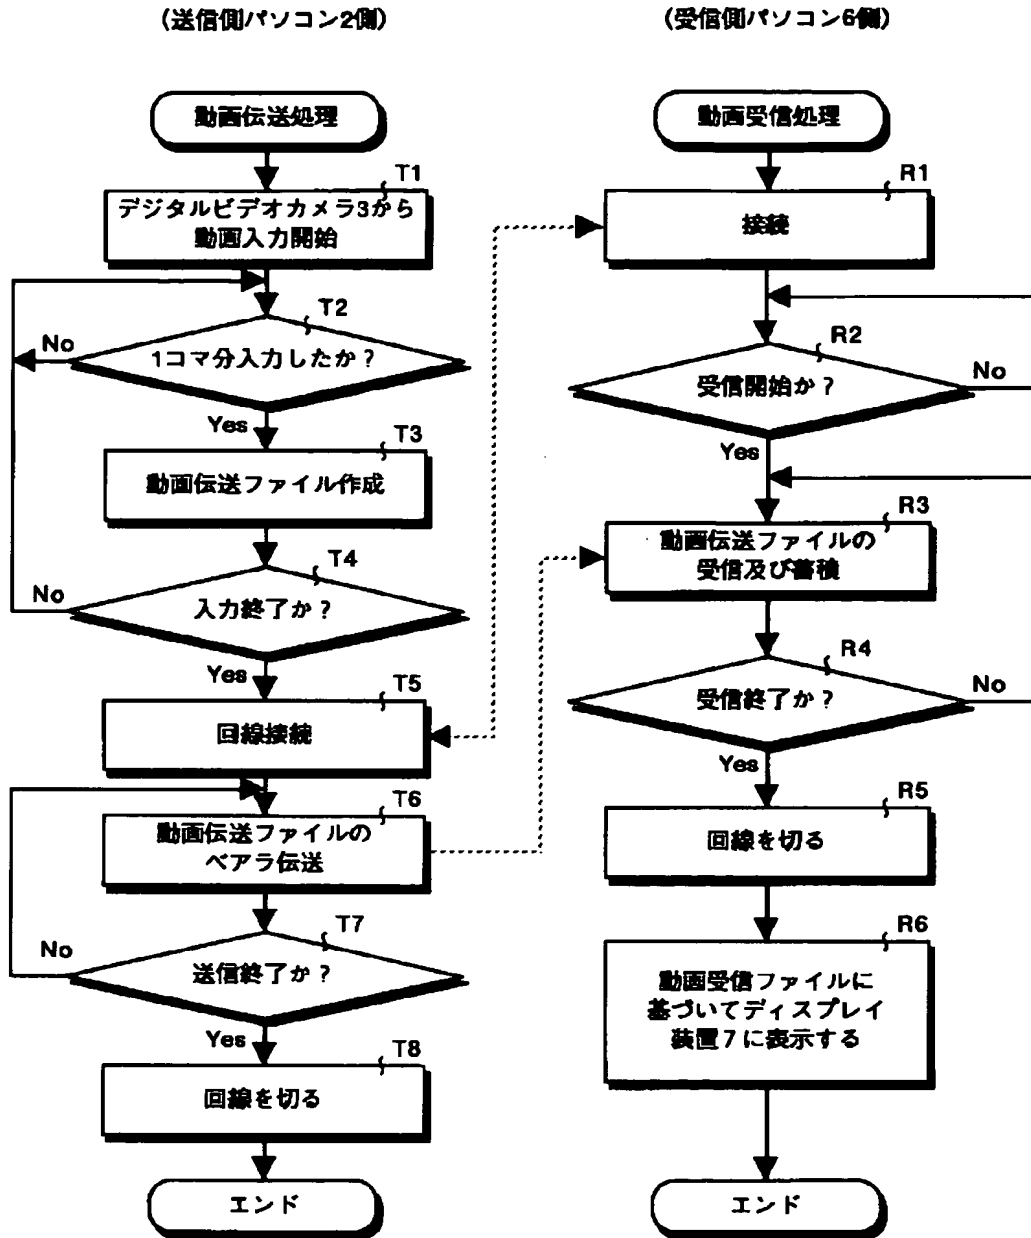 (送信側パソコン2側)
動画伝送処理
T1
デジタルビデオカメラ3から
動画入力開始
T2
1コマ分入力したか?
No
Yes
T3
動画伝送ファイル作成
T4
入力終了か?
No
Yes
T5
回線接続
T6
動画伝送ファイルの
ベアラ伝送
T7
送信終了か?
No
Yes
T8
回線を切る
エンド
(受信側パソコン6側)
動画受信処理
R1
接続
R2
受信開始か?
No
Yes
R3
動画伝送ファイルの
受信及び蓄積
R4
受信終了か?
No
Yes
R5
回線を切る
R6
動画受信ファイルに
基づいてディスプレイ
装置7に表示する
エンド